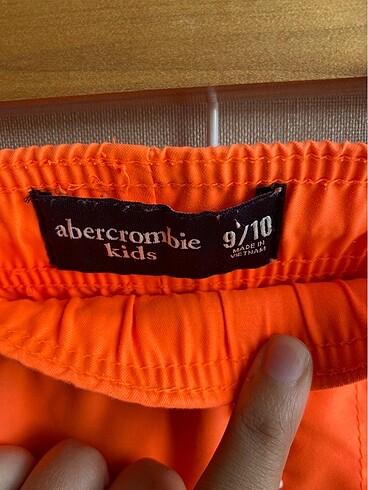 abercrombie
kids
9/10
MADE IN
VIETNAM